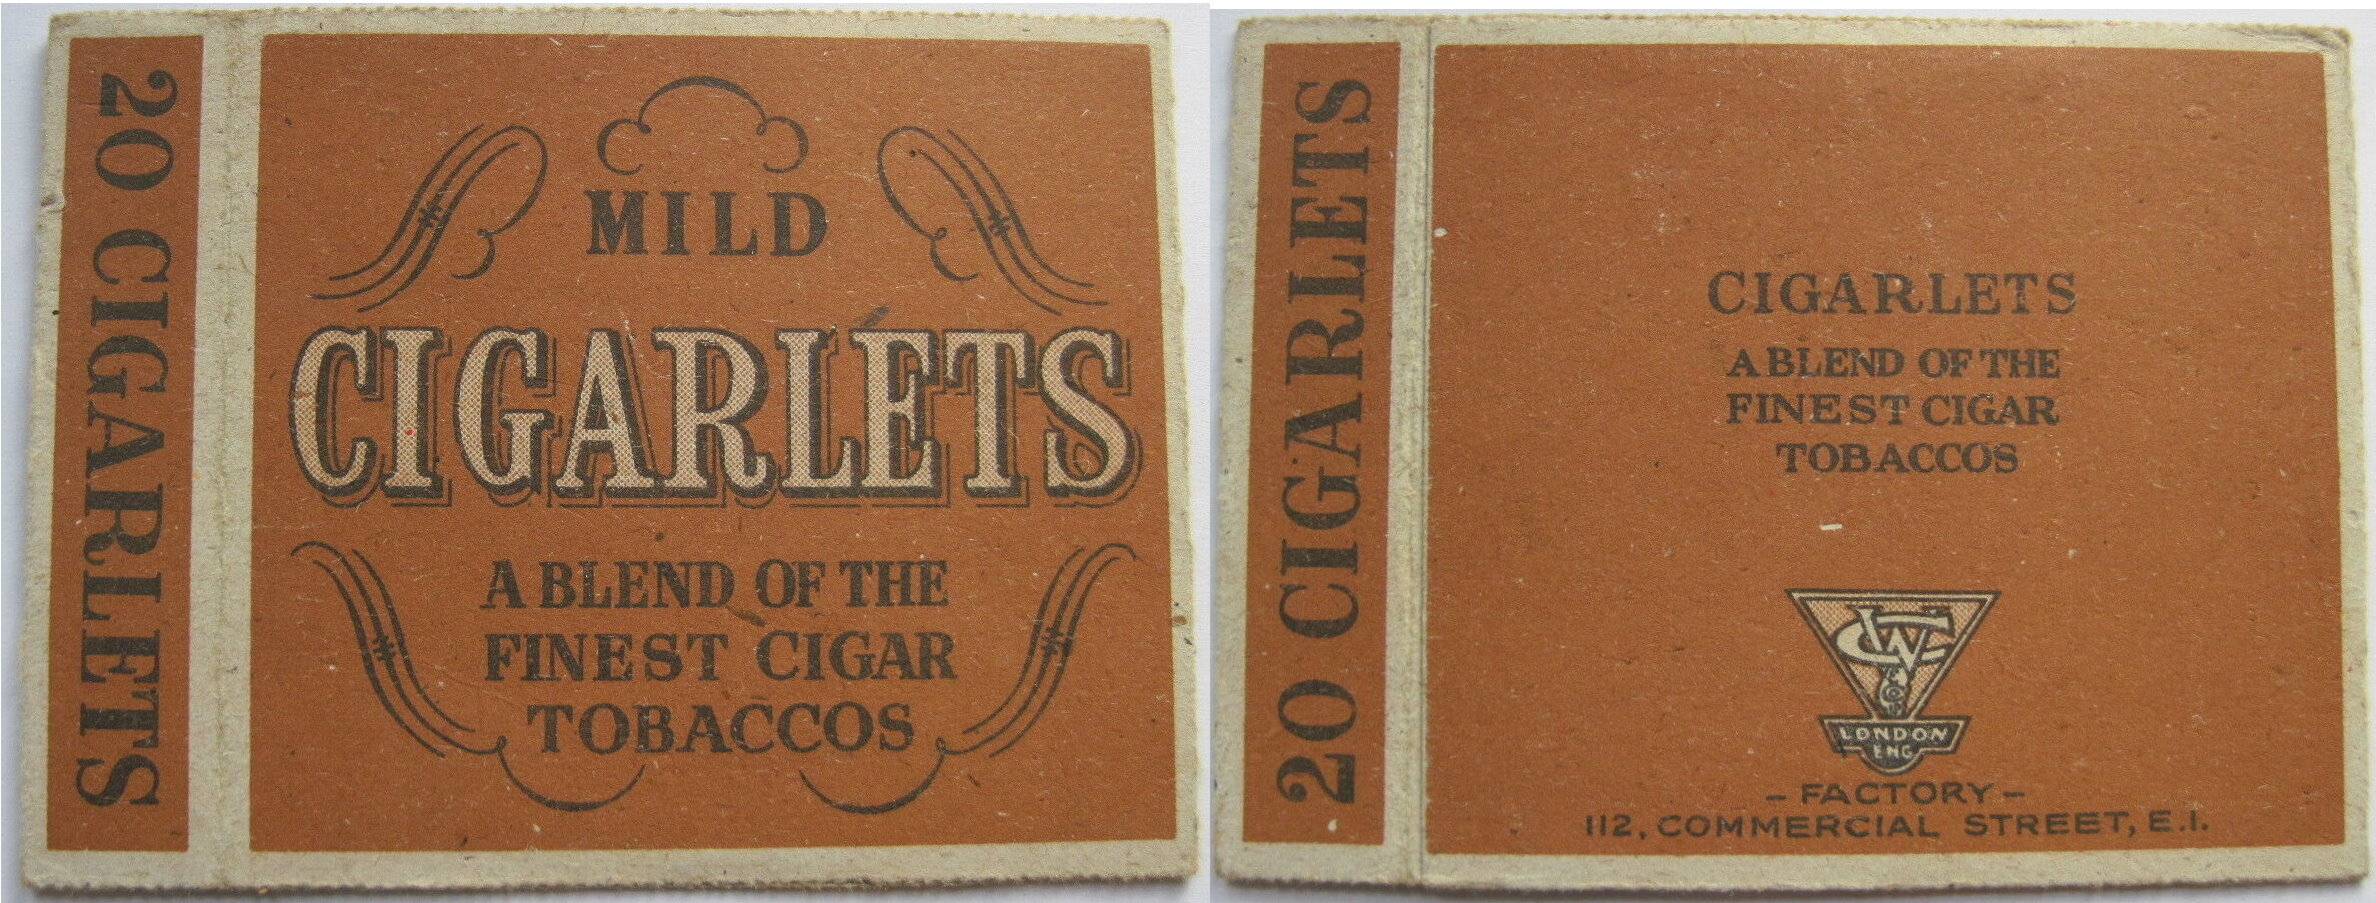 20 CIGARLETS
MILD
CIGARLETS
A BLEND OF THE
FINEST CIGAR
TOBACCOS
20 CIGARLETS
CIGARLETS
A BLEND OF THE
FINEST CIGAR
TOBACCOS
LONDON
ENG
– FACTORY –
112, COMMERCIAL STREET, E.1.